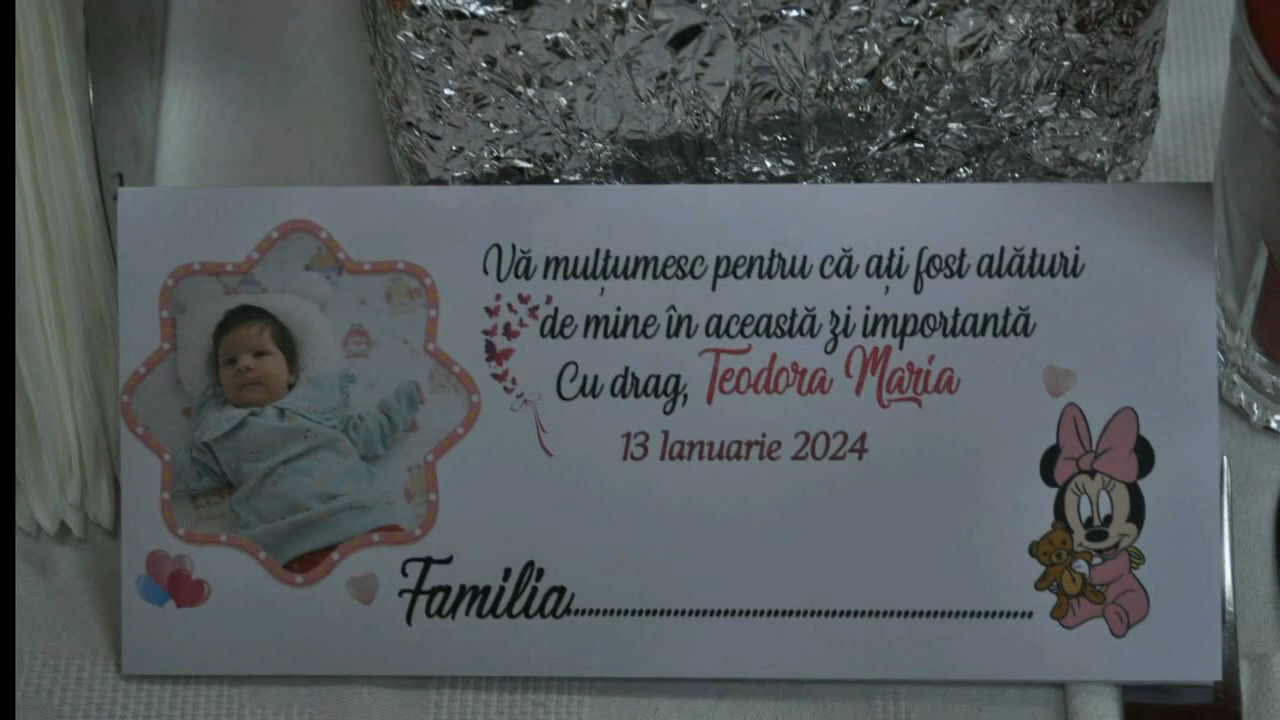 Vă mulțumesc pentru că ați fost alături
de mine în această zi importantă
Cu drag, Teodora Maria
13 Ianuarie 2024
Familia..............................................................